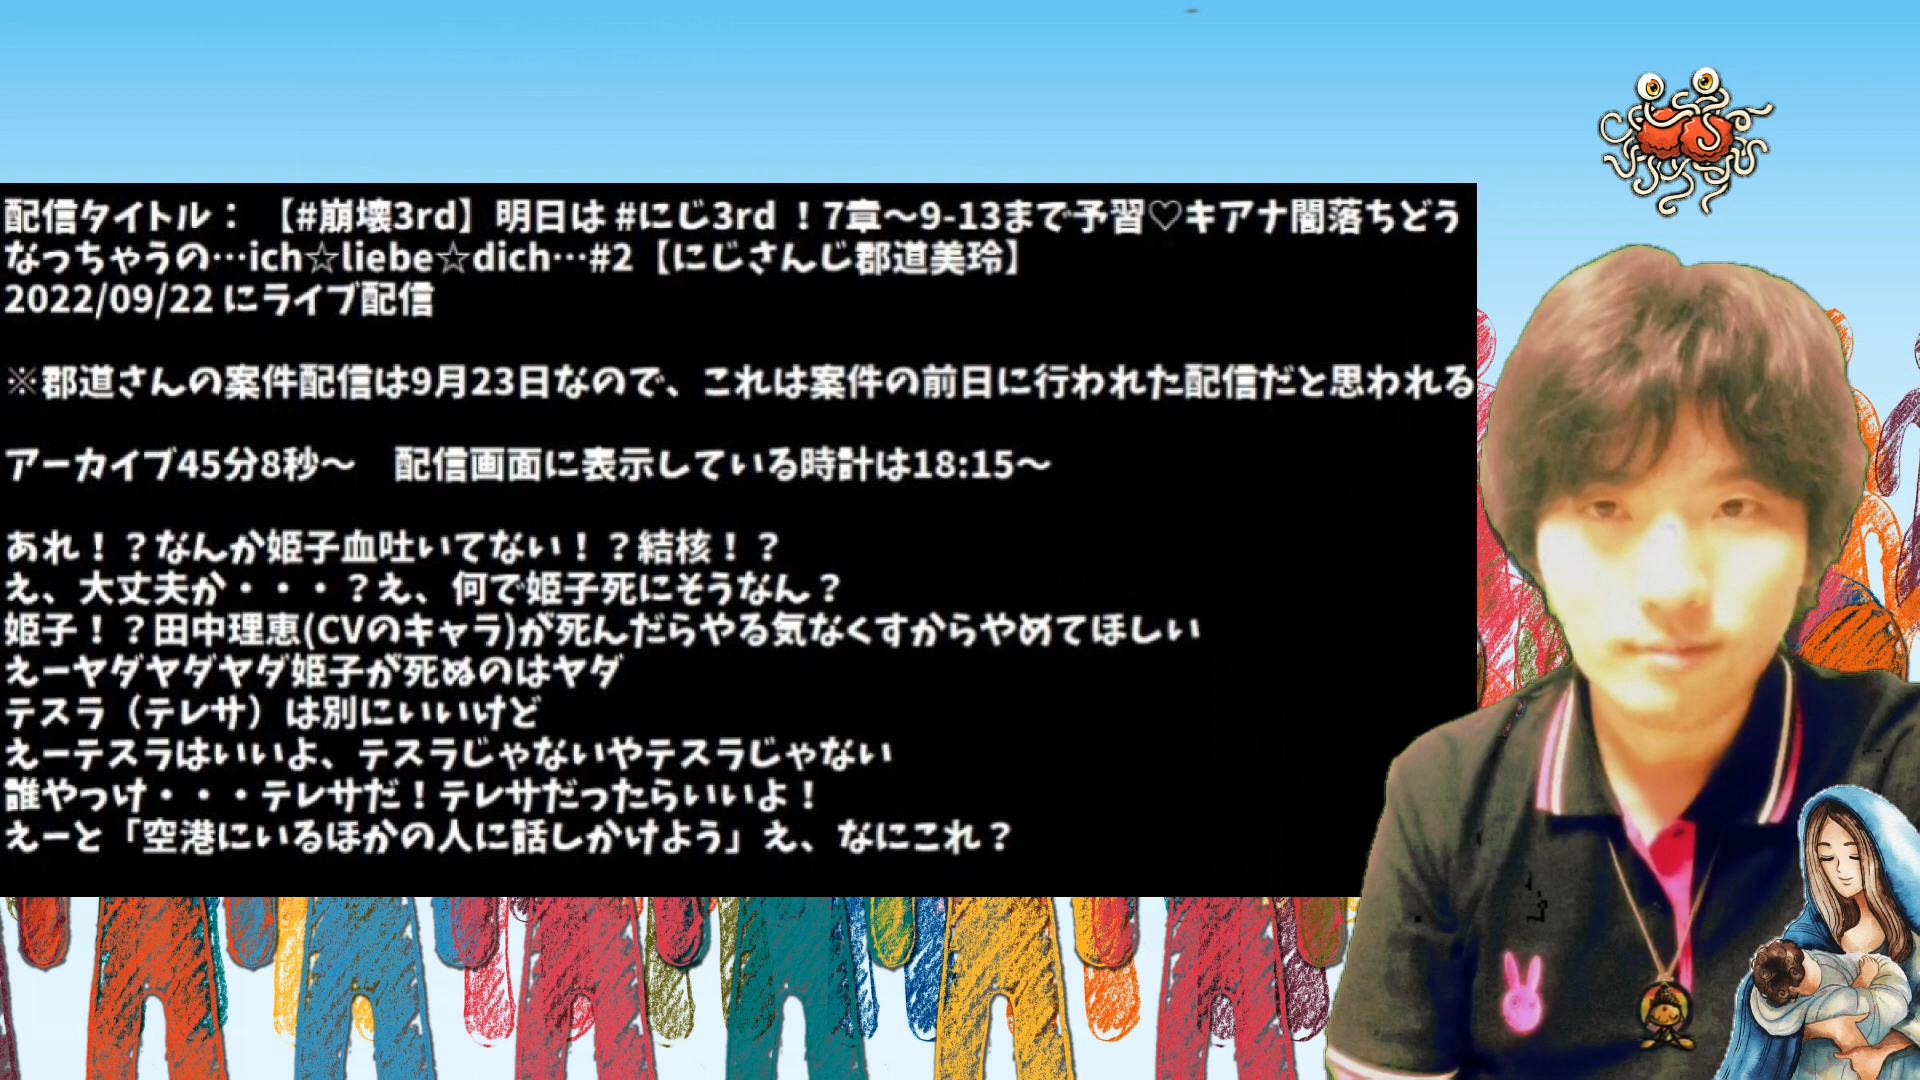 配信タイトル： 【#崩壊3rd】明日は #にじ3rd ！7章～9-13まで予習♡キアナ闇落ちどう
なっちゃうの…ich☆liebe☆dich…#2【にじさんじ郡道美玲】
2022/09/22 にライブ配信
※郡道さんの案件配信は9月23日なので、これは案件の前日に行われた配信だと思われる
アーカイブ45分8秒～　配信画面に表示している時計は18:15～
あれ！？なんか姫子血吐いてない！？結核！？
え、大丈夫か・・・？え、何で姫子死にそうなん？
姫子！？田中理恵(CVのキャラ)が死んだらやる気なくすからやめてほしい
えーヤダヤダヤダ姫子が死ぬのはヤダ
テスラ（テレサ）は別にいいけど
えーテスラはいいよ、テスラじゃないやテスラじゃない
誰やっけ・・・テレサだ！テレサだったらいいよ！
えーと「空港にいるほかの人に話しかけよう」え、なにこれ？